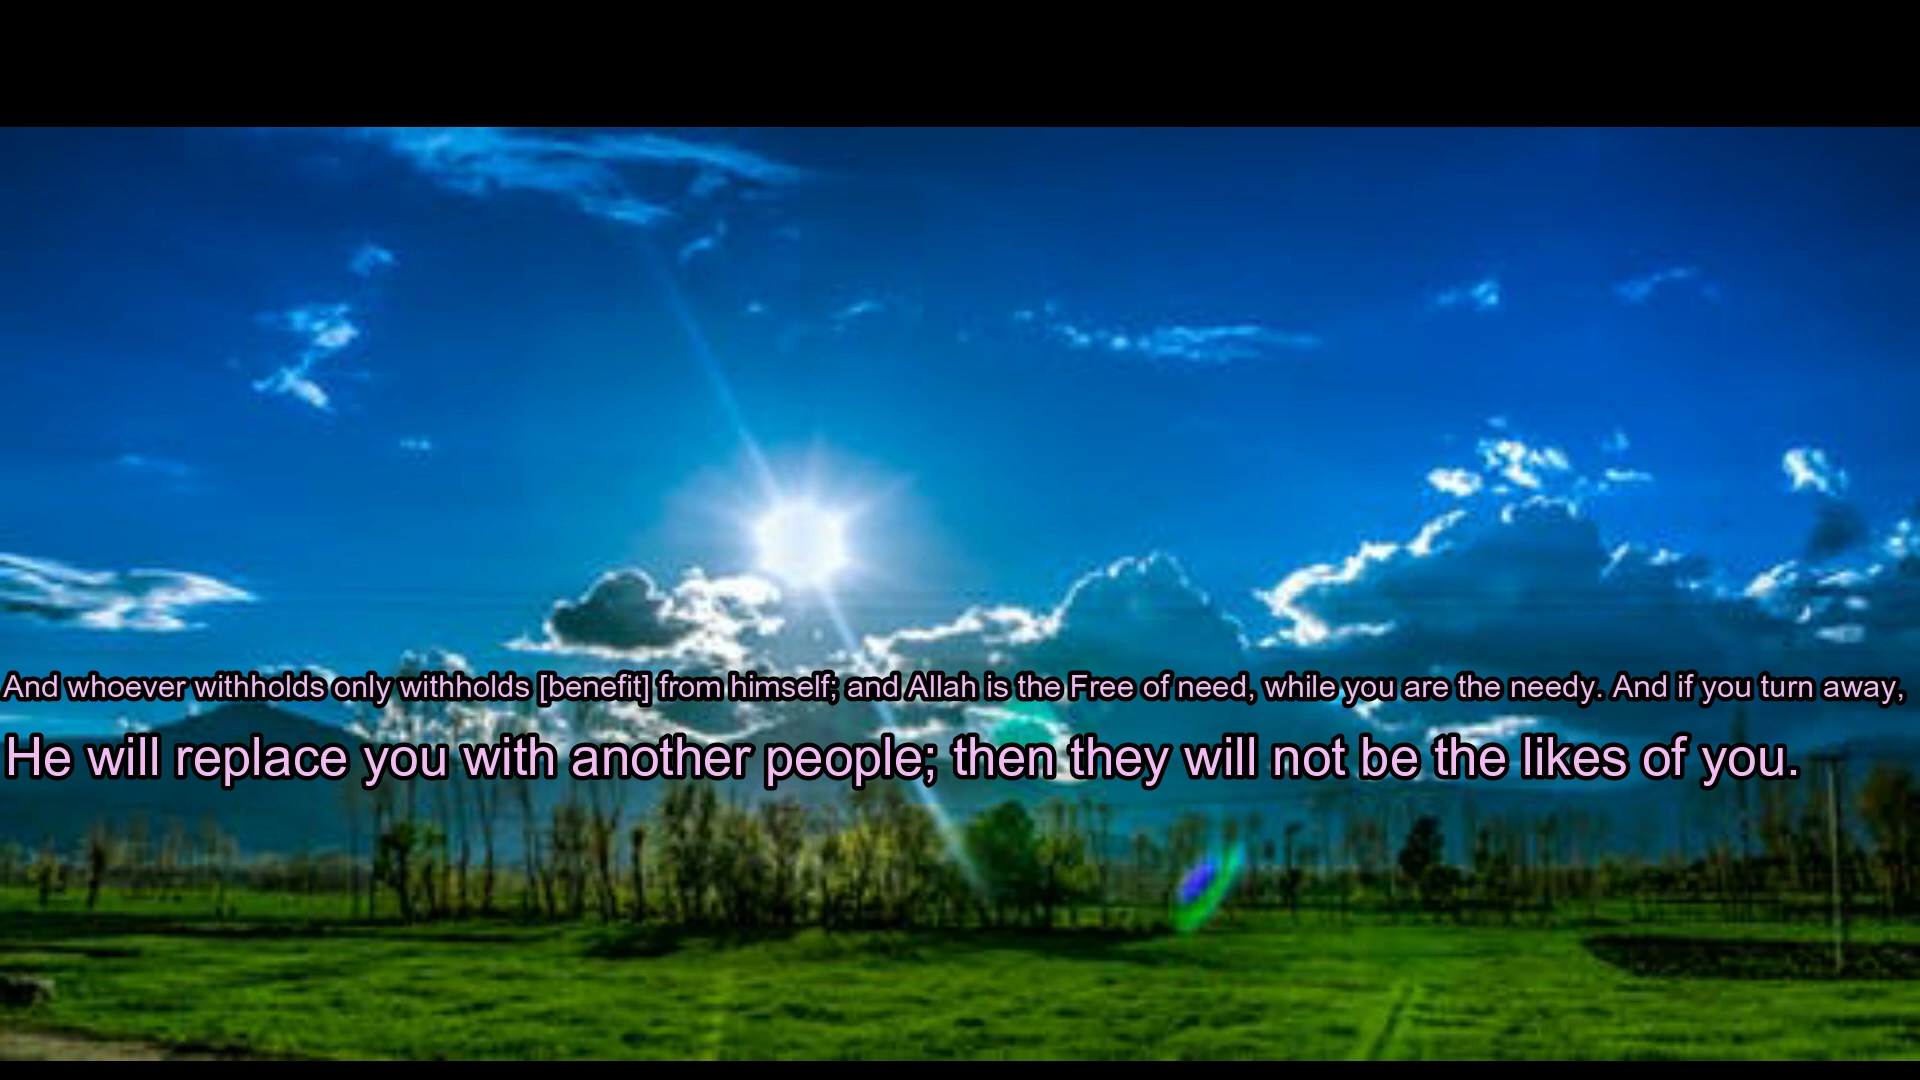 And whoever withholds only withholds [benefit] from himself; and Allah is the Free of need, while you are the needy. And if you turn away,
He will replace you with another people; then they will not be the likes of you.